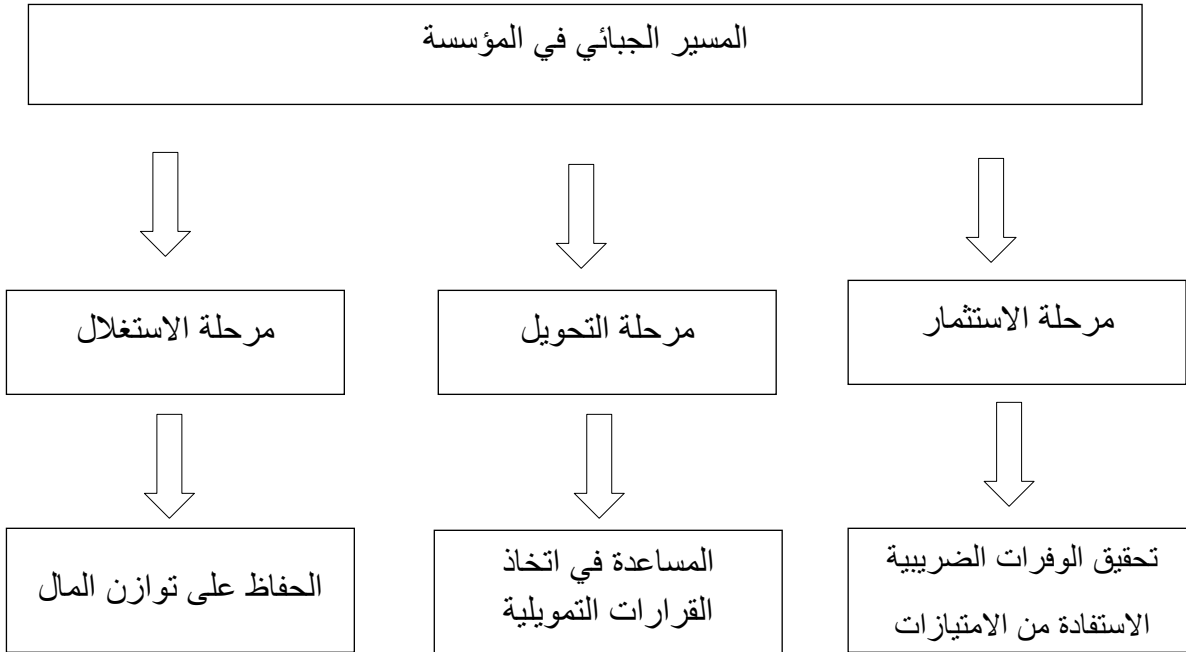 المسير الجبائي في المؤسسة
مرحلة الاستثمار
مرحلة التحويل
مرحلة الاستغلال
تحقيق الوفرات الضريبية
الاستفادة من الامتيازات
المساعدة في اتخاذ
القرارات التمويلية
الحفاظ على توازن المال